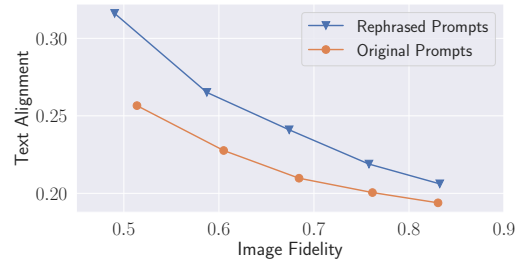 0.30
0.25
0.20
Text Alignment
Rephrased Prompts
Original Prompts
0.5 0.6 0.7 0.8 0.9
Image Fidelity